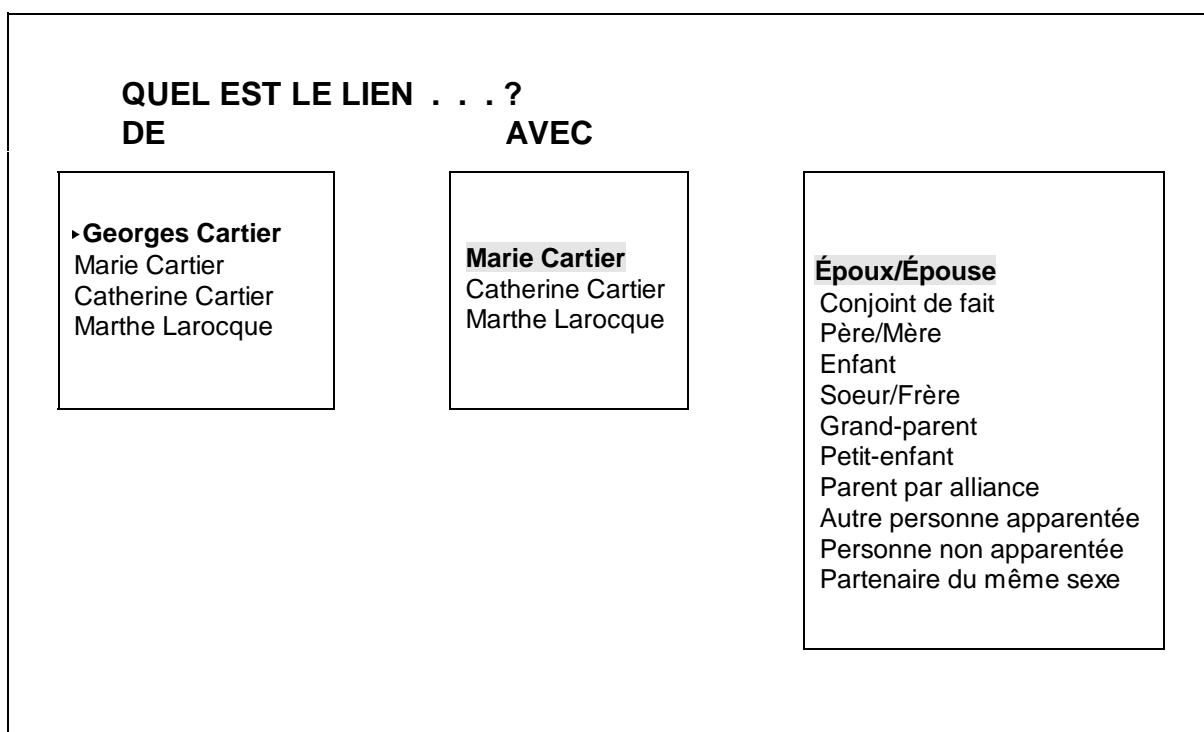 QUEL EST LE LIEN . . . ?
DE AVEC
▸Georges Cartier
Marie Cartier
Catherine Cartier
Marthe Larocque
Marie Cartier
Catherine Cartier
Marthe Larocque
Époux/Épouse
Conjoint de fait
Père/Mère
Enfant
Soeur/Frère
Grand-parent
Petit-enfant
Parent par alliance
Autre personne apparentée
Personne non apparentée
Partenaire du même sexe